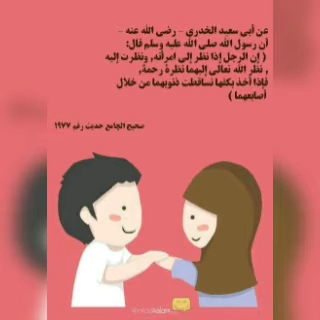 عن أبي سعيد الخدري - رضى الله عنه -
أن رسول الله صلى الله عليه وسلم قال:
( إن الرجل إذا نظر إلى امرأته, ونظرت إليه
, نظر الله تعالى إليهما نظرة رحمة,
فإذا أخذ بكفها تساقطت ذنوبهما من خلال
أصابعهما )
صحيح الجامع حديث رقم ١٩٧٧